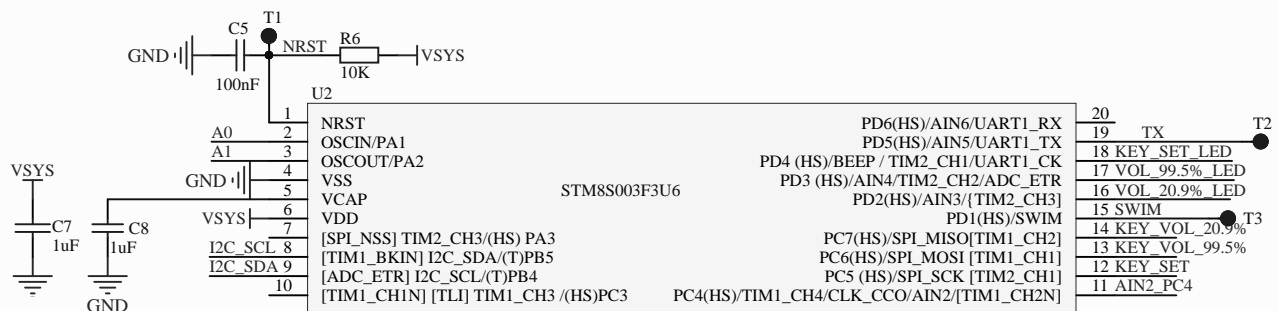 T1
C5
GND
NRST
R6
VSYS
100nF
10K
U2
1 NRST PD6(HS)/AIN6/UART1_RX 20
A0 2 OSCIN/PA1 PD5(HS)/AIN5/UART1_TX 19 TX T2
A1 3 OSCOUT/PA2 PD4 (HS)/BEEP / TIM2_CH1/UART1_CK 18 KEY_SET_LED
VSYS GND 4 VSS STM8S003F3U6 PD3 (HS)/AIN4/TIM2_CH2/ADC_ETR 17 VOL_99.5%_LED
5 VCAP PD2(HS)/AIN3/{TIM2_CH3] 16 VOL_20.9%_LED
VSYS 6 VDD PD1(HS)/SWIM 15 SWIM T3
C7 C8 7 [SPI_NSS] TIM2_CH3/(HS) PA3 PC7(HS)/SPI_MISO[TIM1_CH2] 14 KEY_VOL_20.9%
1uF 1uF I2C_SCL 8 [TIM1_BKIN] I2C_SDA/(T)PB5 PC6(HS)/SPI_MOSI [TIM1_CH1] 13 KEY_VOL_99.5%
I2C_SDA 9 [ADC_ETR] I2C_SCL/(T)PB4 PC5 (HS)/SPI_SCK [TIM2_CH1] 12 KEY_SET
10 [TIM1_CH1N] [TLI] TIM1_CH3 /(HS)PC3 PC4(HS)/TIM1_CH4/CLK_CCO/AIN2/[TIM1_CH2N] 11 AIN2_PC4
GND